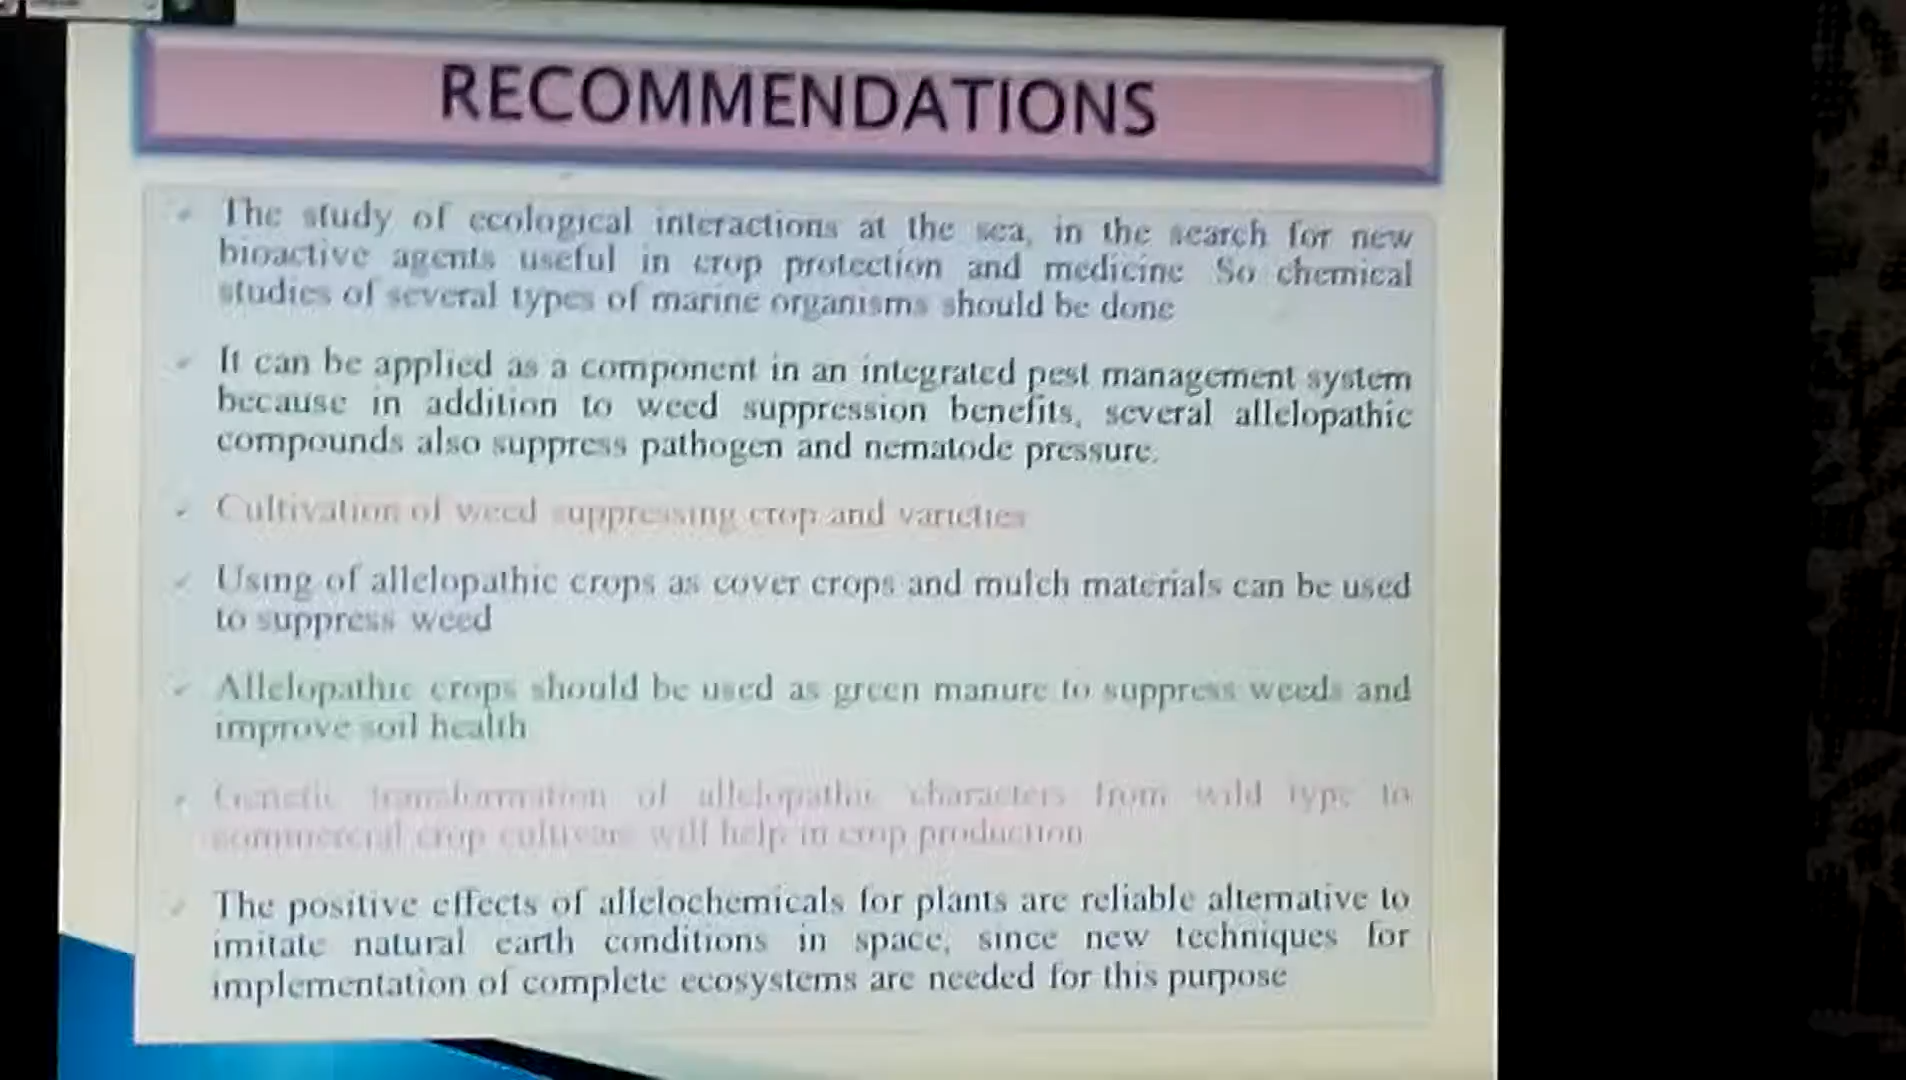 RECOMMENDATIONS
The study of ecological interactions at the sea, in the search for new
bioactive agents useful in crop protection and medicine So chemical
studies of several types of marine organisms should be done
It can be applied as a component in an integrated pest management system
because in addition to weed suppression benefits, several allelopathic
compounds also suppress pathogen and nematode pressure.
Cultivation of weed suppressing crop and varieties
Using of allelopathic crops as cover crops and mulch materials can be used
to suppress weed
Allelopathic crops should be used as green manure to suppress weeds and
improve soil health
Genetic transformation of allelopathic characters from wild type to
commercial crop cultivars will help in crop production
The positive effects of allelochemicals for plants are reliable alternative to
imitate natural earth conditions in space, since new techniques for
implementation of complete ecosystems are needed for this purpose